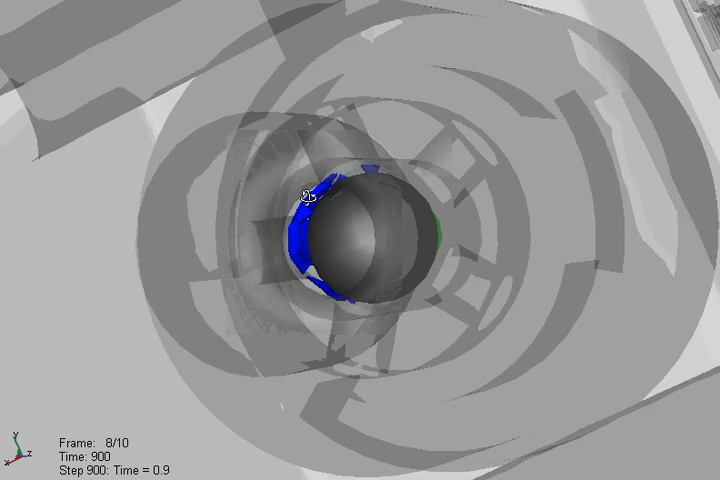 y
x
z
Frame: 8/10
Time: 900
Step 900: Time = 0.9